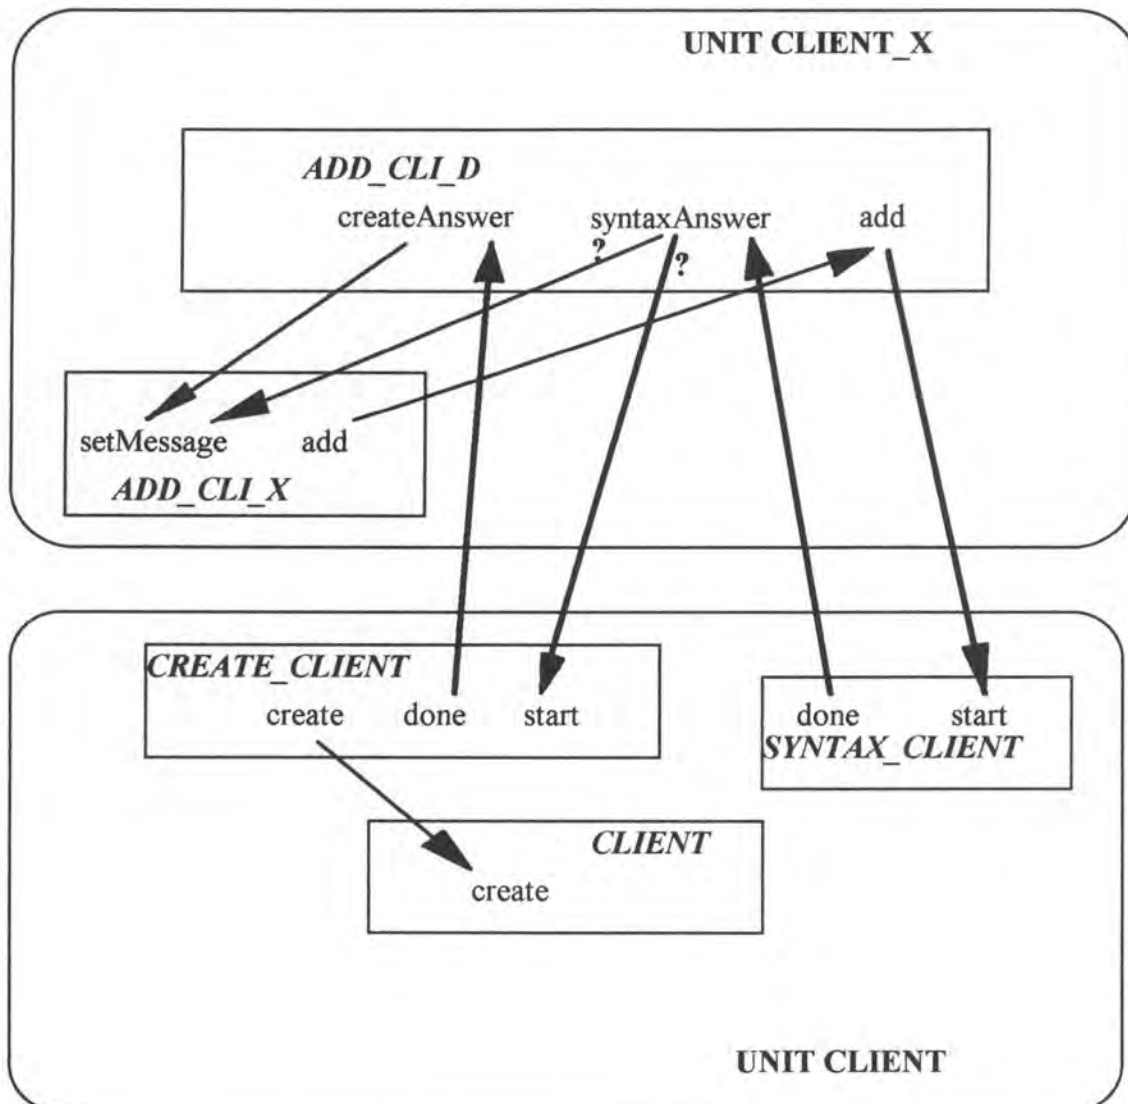 UNIT CLIENT_X
ADD_CLI_D
createAnswer syntaxAnswer add
? ?
setMessage add
ADD_CLI_X
CREATE_CLIENT
create done start
done start
SYNTAX_CLIENT
CLIENT
create
UNIT CLIENT